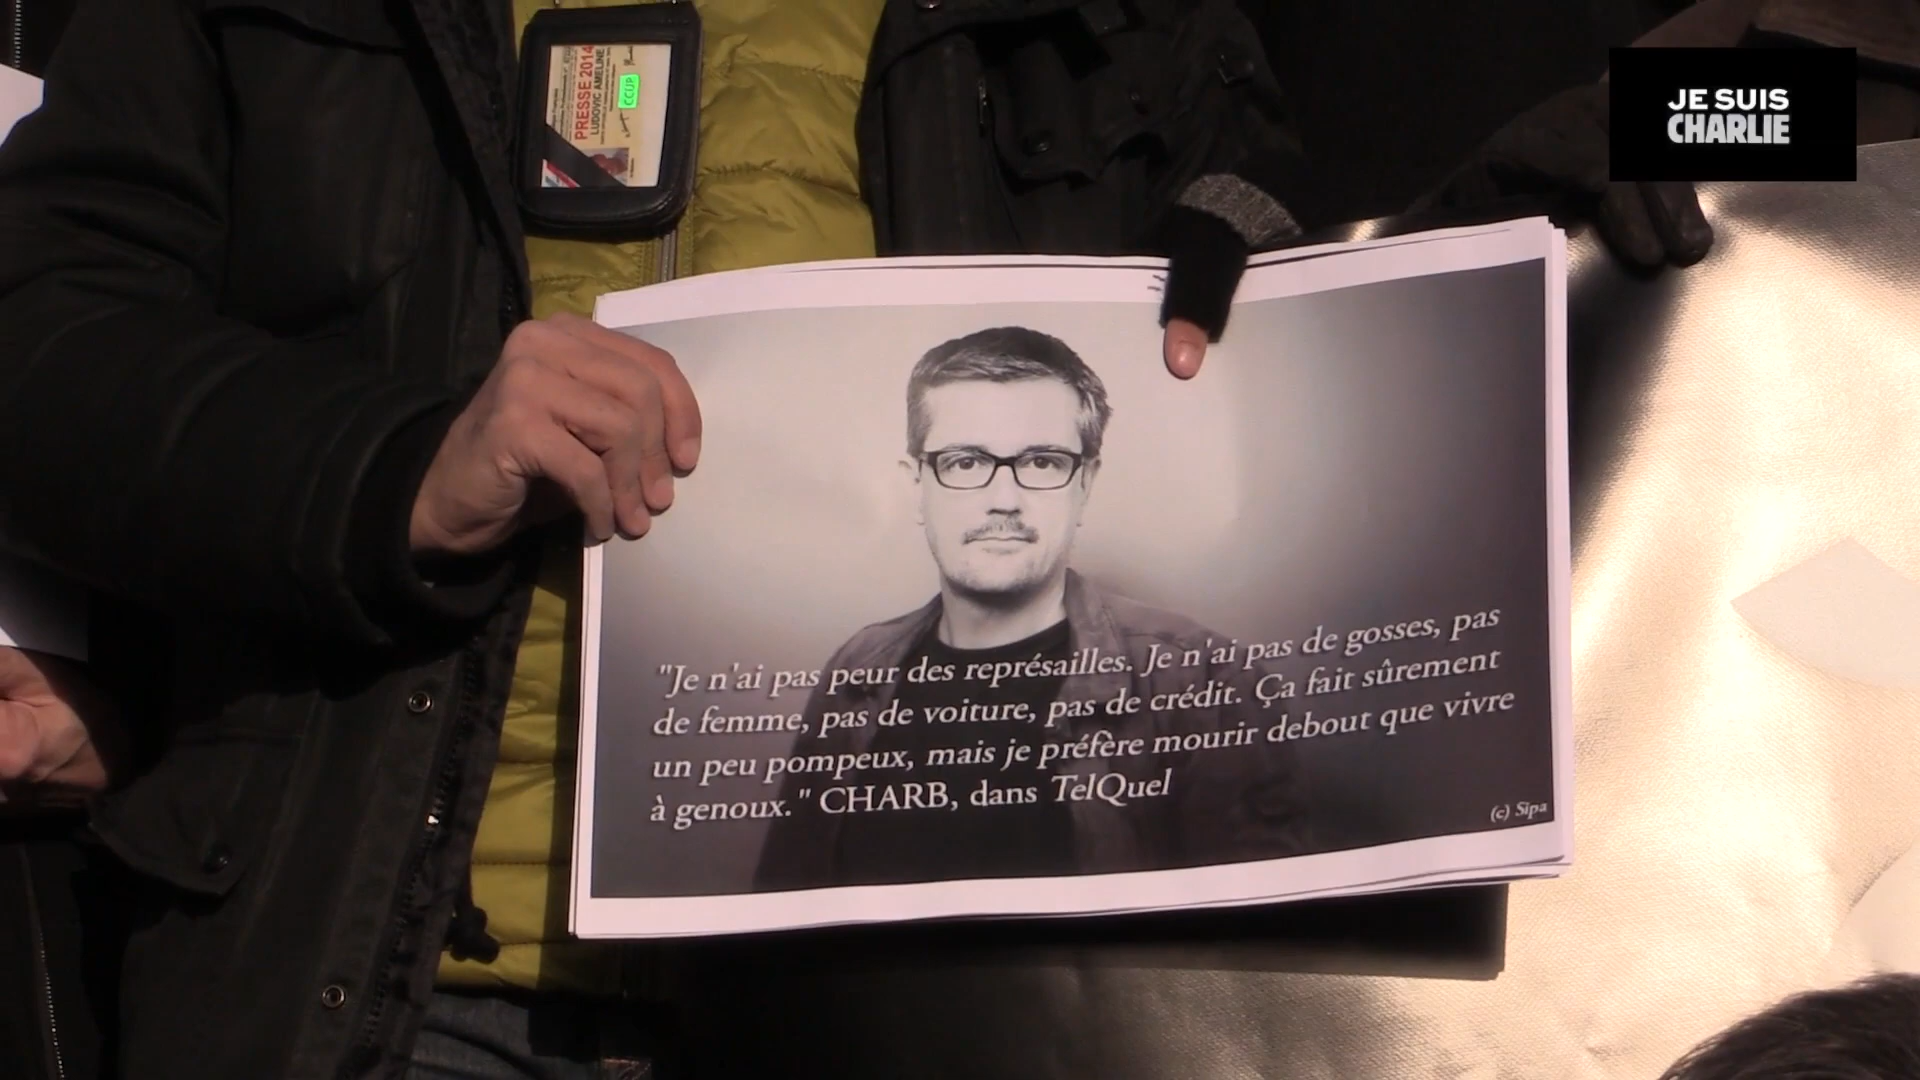 PRESSE 2014
LUDOVIC AMELINE
CCIJP
JE SUIS
CHARLIE
"Je n'ai pas peur des représailles. Je n'ai pas de gosses, pas
de femme, pas de voiture, pas de crédit. Ça fait sûrement
un peu pompeux, mais je préfère mourir debout que vivre
à genoux." CHARB, dans TelQuel
(c) Sipa